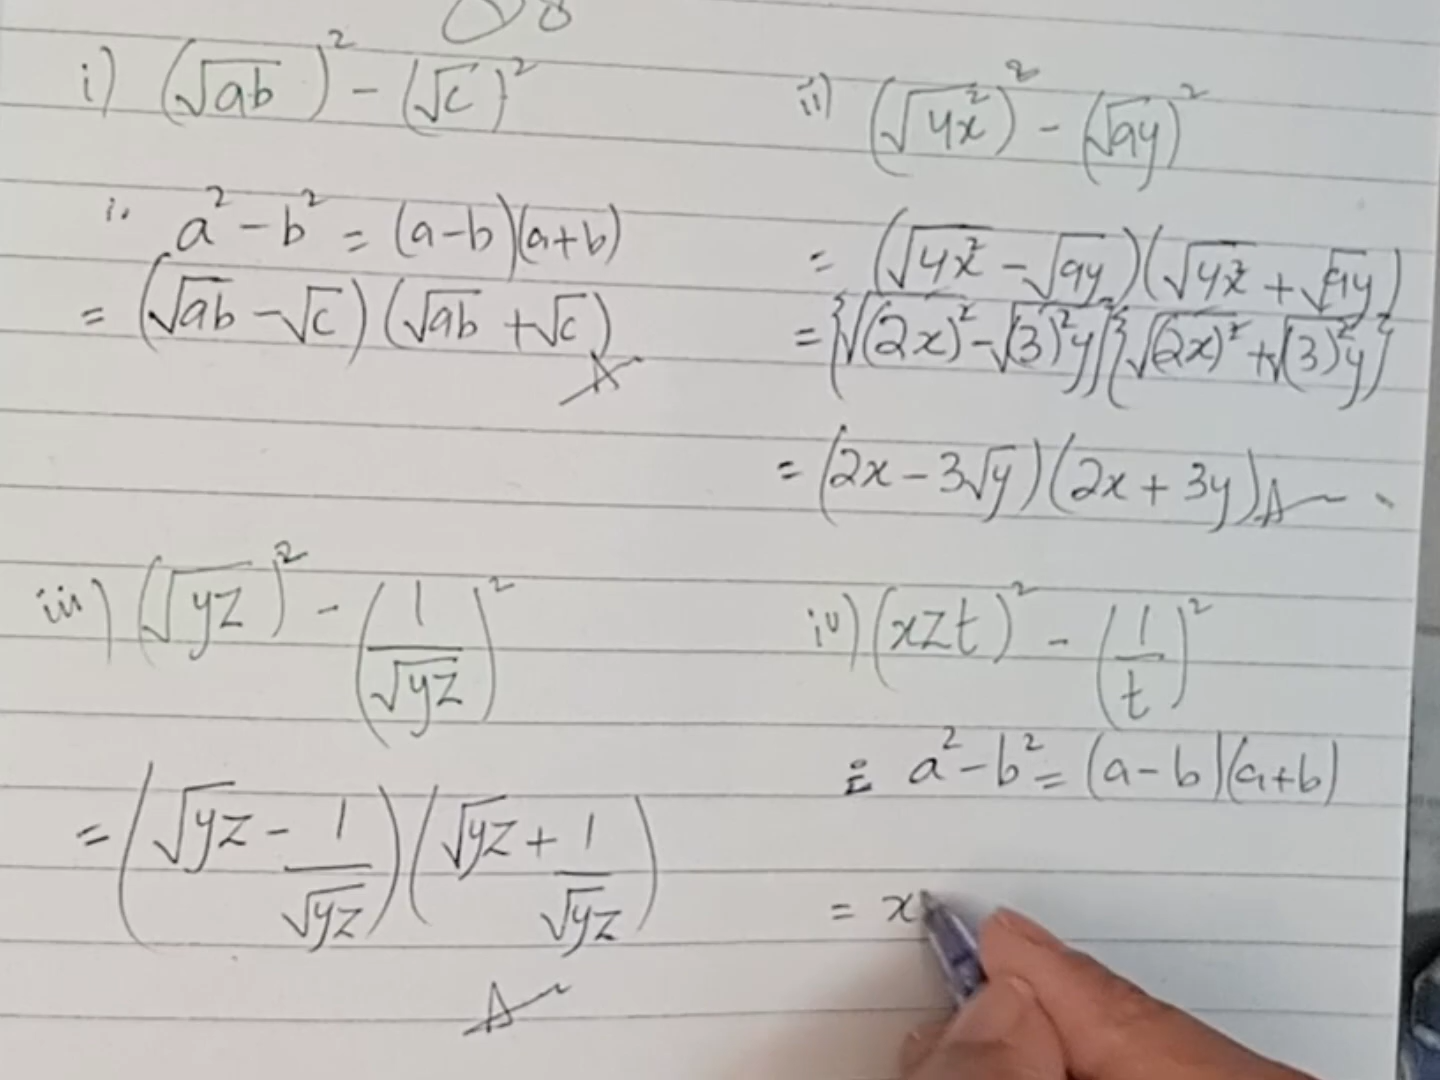 i) (√ab)² - (√c)²
∵ a² - b² = (a-b)(a+b)
= (√ab - √c)(√ab + √c)
ii) (√4x²)² - (√9y)²
= (√4x² - √9y)(√4x² + √9y)
= {√(2x)² - √(3)²y}{√(2x)² + √(3)²y}
= (2x - 3√y)(2x + 3y)
iii) (√yz)² - (1/√yz)²
= (√yz - 1/√yz)(√yz + 1/√yz)
iv) (xzt)² - (1/t)²
∵ a² - b² = (a-b)(a+b)
= x